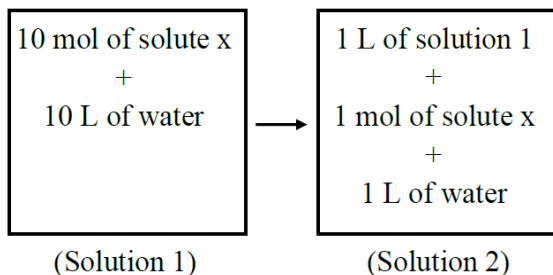 10 mol of solute x
+
10 L of water
(Solution 1)
1 L of solution 1
+
1 mol of solute x
+
1 L of water
(Solution 2)